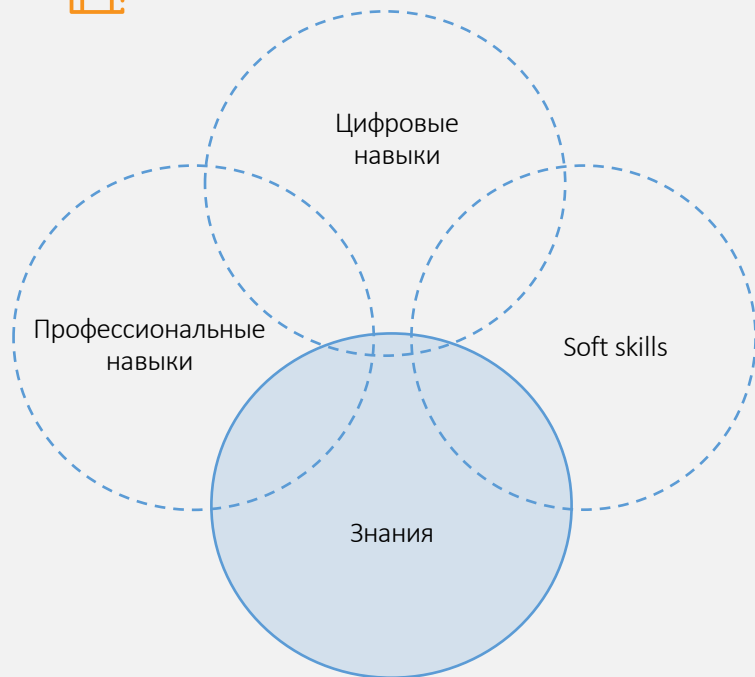 Цифровые
навыки
Профессиональные
навыки
Soft skills
Знания